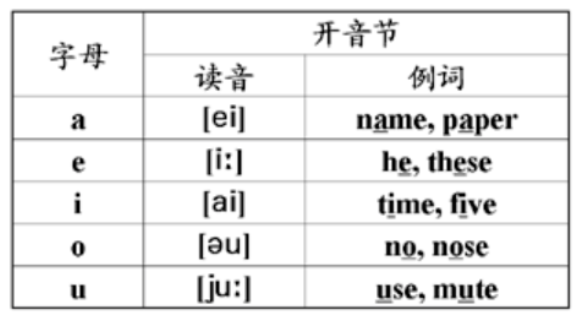 字母 开音节
读音 例词
a [ei] name, paper
e [i:] he, these
i [ai] time, five
o [əu] no, nose
u [ju:] use, mute